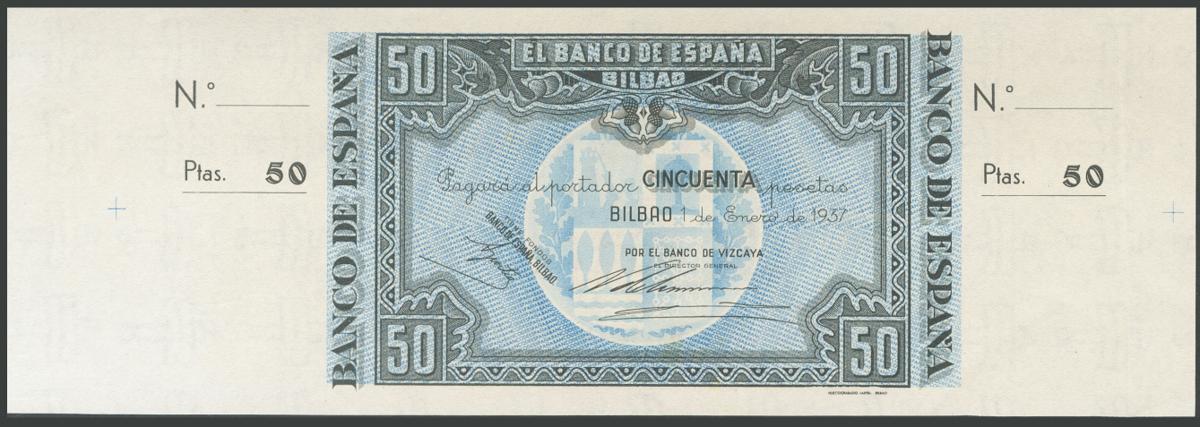 EL BANCO DE ESPAÑA
BILBAO
50
50
N.º
Ptas. 50
BANCO DE ESPAÑA
Pagará al portador CINCUENTA pesetas
BILBAO 1 de Enero de 1937
TIENE FONDOS
BANCO DE ESPAÑA, BILBAO.
POR EL BANCO DE VIZCAYA
EL DIRECTOR GENERAL
50
50
BANCO DE ESPAÑA
N.º
Ptas. 50